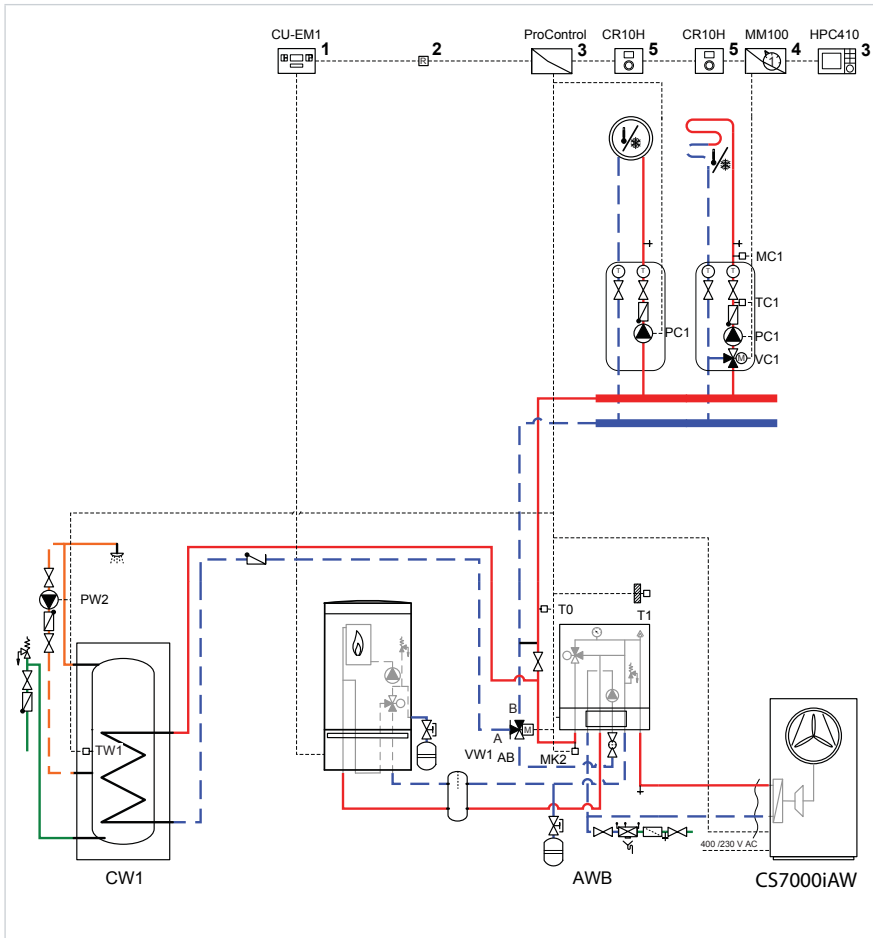 CU-EM1
1
2
R
ProControl
3
CR10H
5
CR10H
5
MM100
1
4
HPC410
3
MC1
T
T
T
T
TC1
PC1
PC1
M
VC1
PW2
T0
T1
TW1
B
A
M
AB
VW1
MK2
400 /230 V AC
CW1
AWB
CS7000iAW